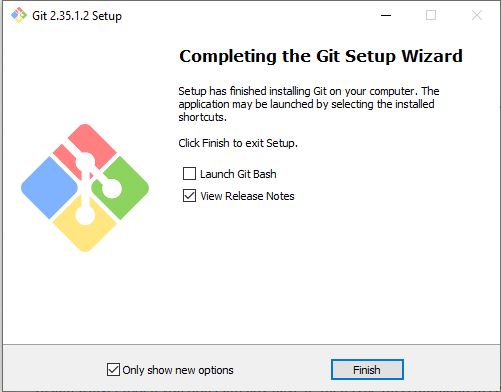 Git 2.35.1.2 Setup
Completing the Git Setup Wizard
Setup has finished installing Git on your computer. The
application may be launched by selecting the installed
shortcuts.
Click Finish to exit Setup.
Launch Git Bash
View Release Notes
Only show new options
Finish